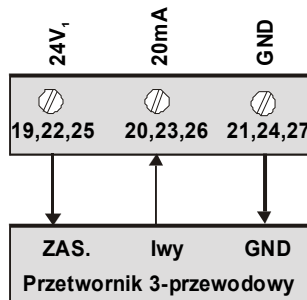 24V₁ 20mA GND
19,22,25 20,23,26 21,24,27
ZAS. Iwy GND
Przetwornik 3-przewodowy